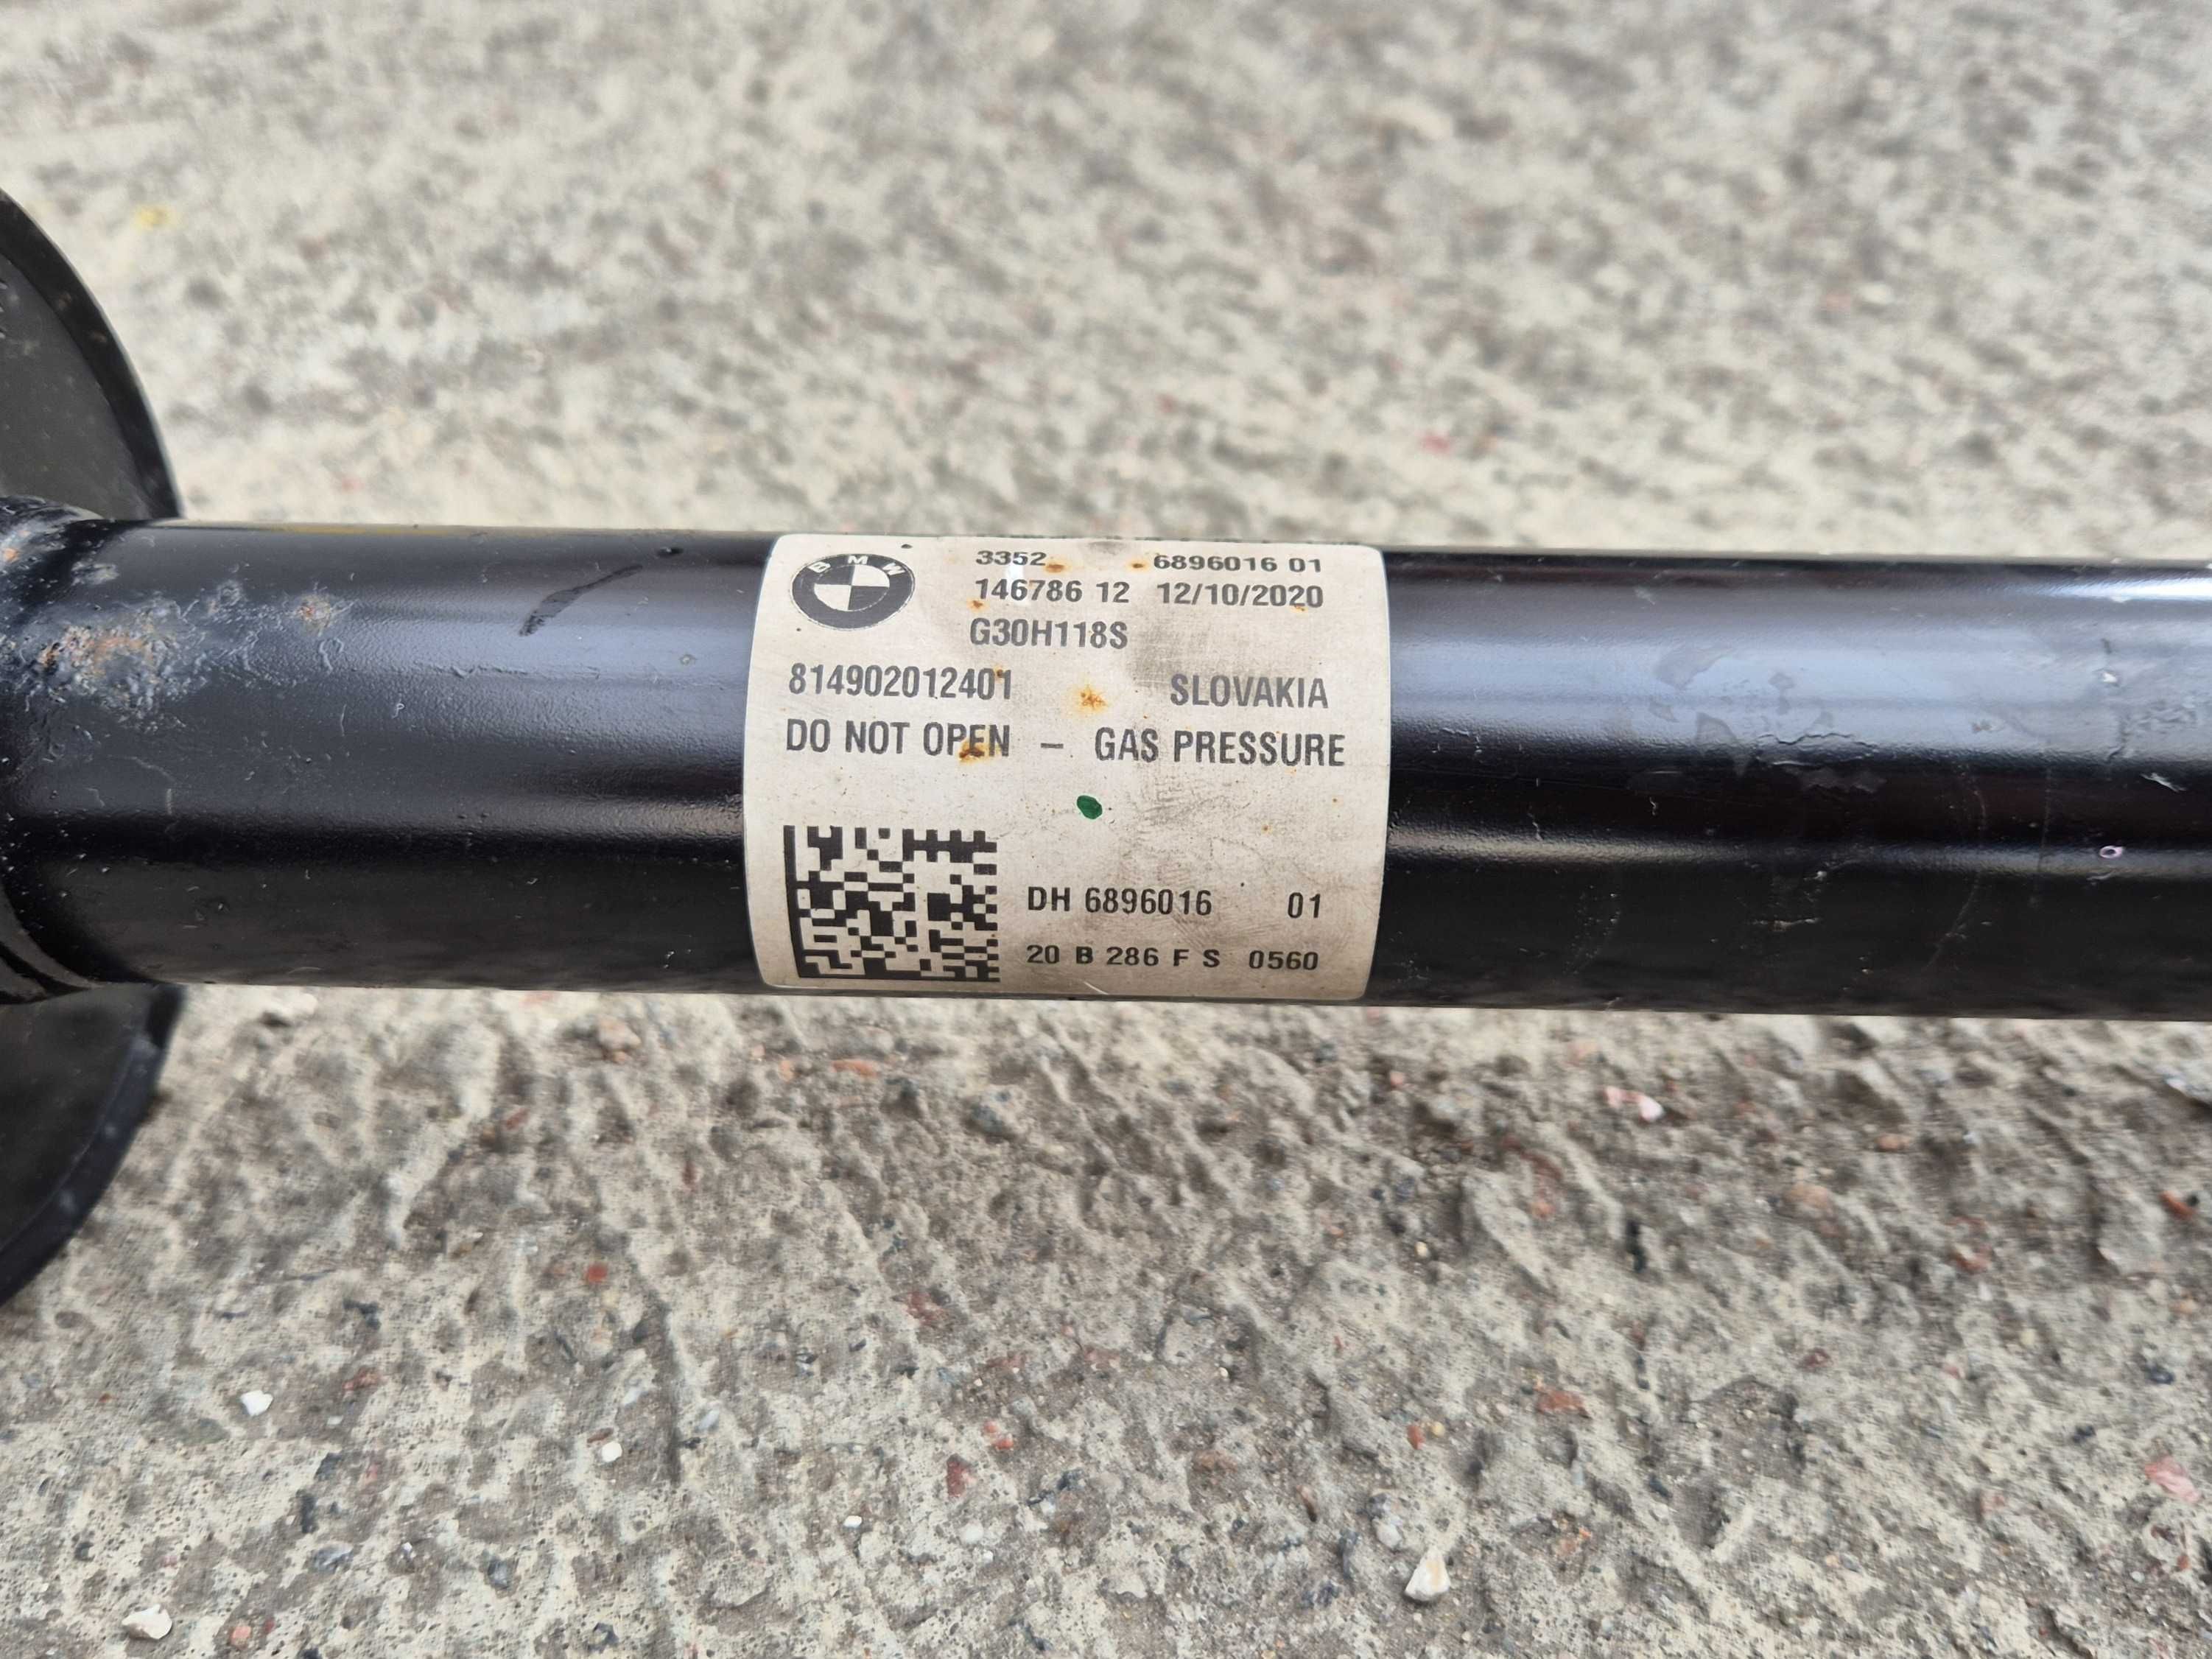 BMW
3352 6896016 01
146786 12 12/10/2020
G30H118S
814902012401 SLOVAKIA
DO NOT OPEN – GAS PRESSURE
DH 6896016 01
20 B 286 F S 0560